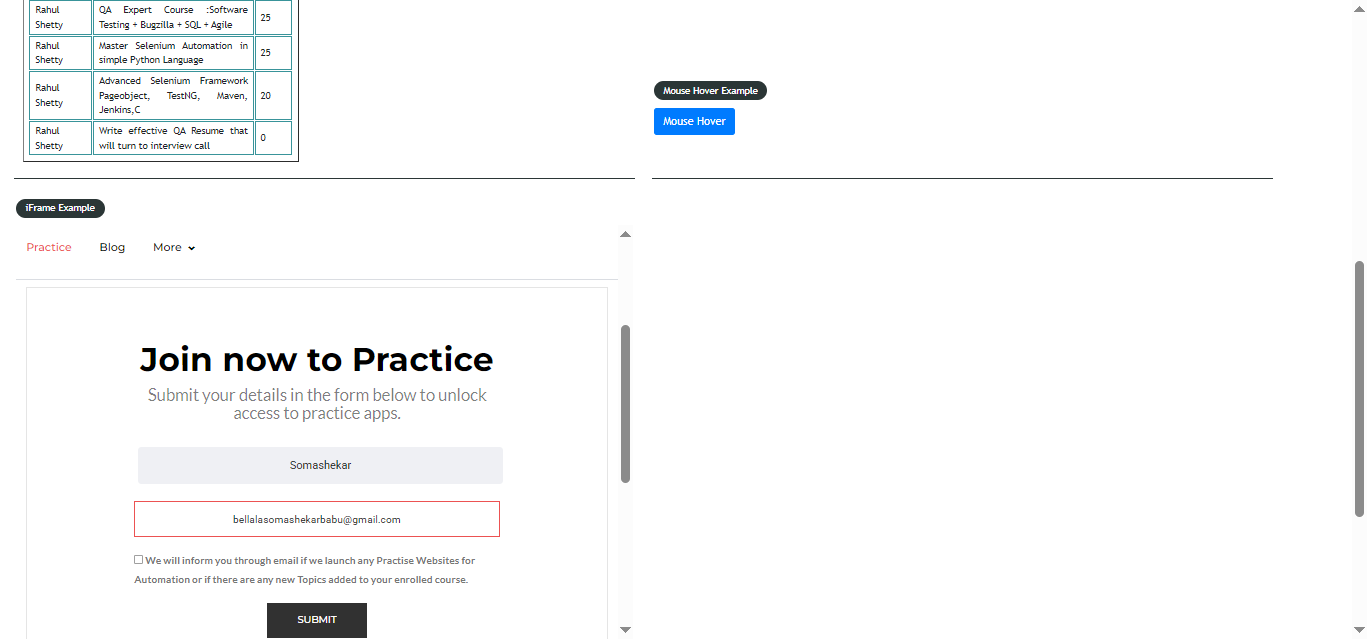 Rahul Shetty
QA Expert Course :Software Testing + Bugzilla + SQL + Agile
25
Rahul Shetty
Master Selenium Automation in simple Python Language
25
Rahul Shetty
Advanced Selenium Framework Pageobject, TestNG, Maven, Jenkins,C
20
Rahul Shetty
Write effective QA Resume that will turn to interview call
0
Mouse Hover Example
Mouse Hover
iFrame Example
Practice Blog More
Join now to Practice
Submit your details in the form below to unlock
access to practice apps.
Somashekar
bellalasomashekarbabu@gmail.com
We will inform you through email if we launch any Practise Websites for
Automation or if there are any new Topics added to your enrolled course.
SUBMIT